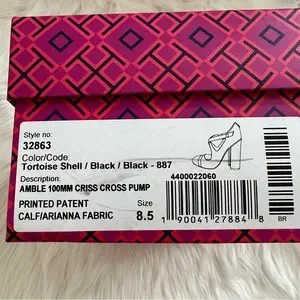 Style no:
32863
Color/Code:
Tortoise Shell / Black / Black - 887
Description:
4400022060
AMBLE 100MM CRISS CROSS PUMP
PRINTED PATENT
Size
CALF/ARIANNA FABRIC
8.5
1 90041 27884 8
BR